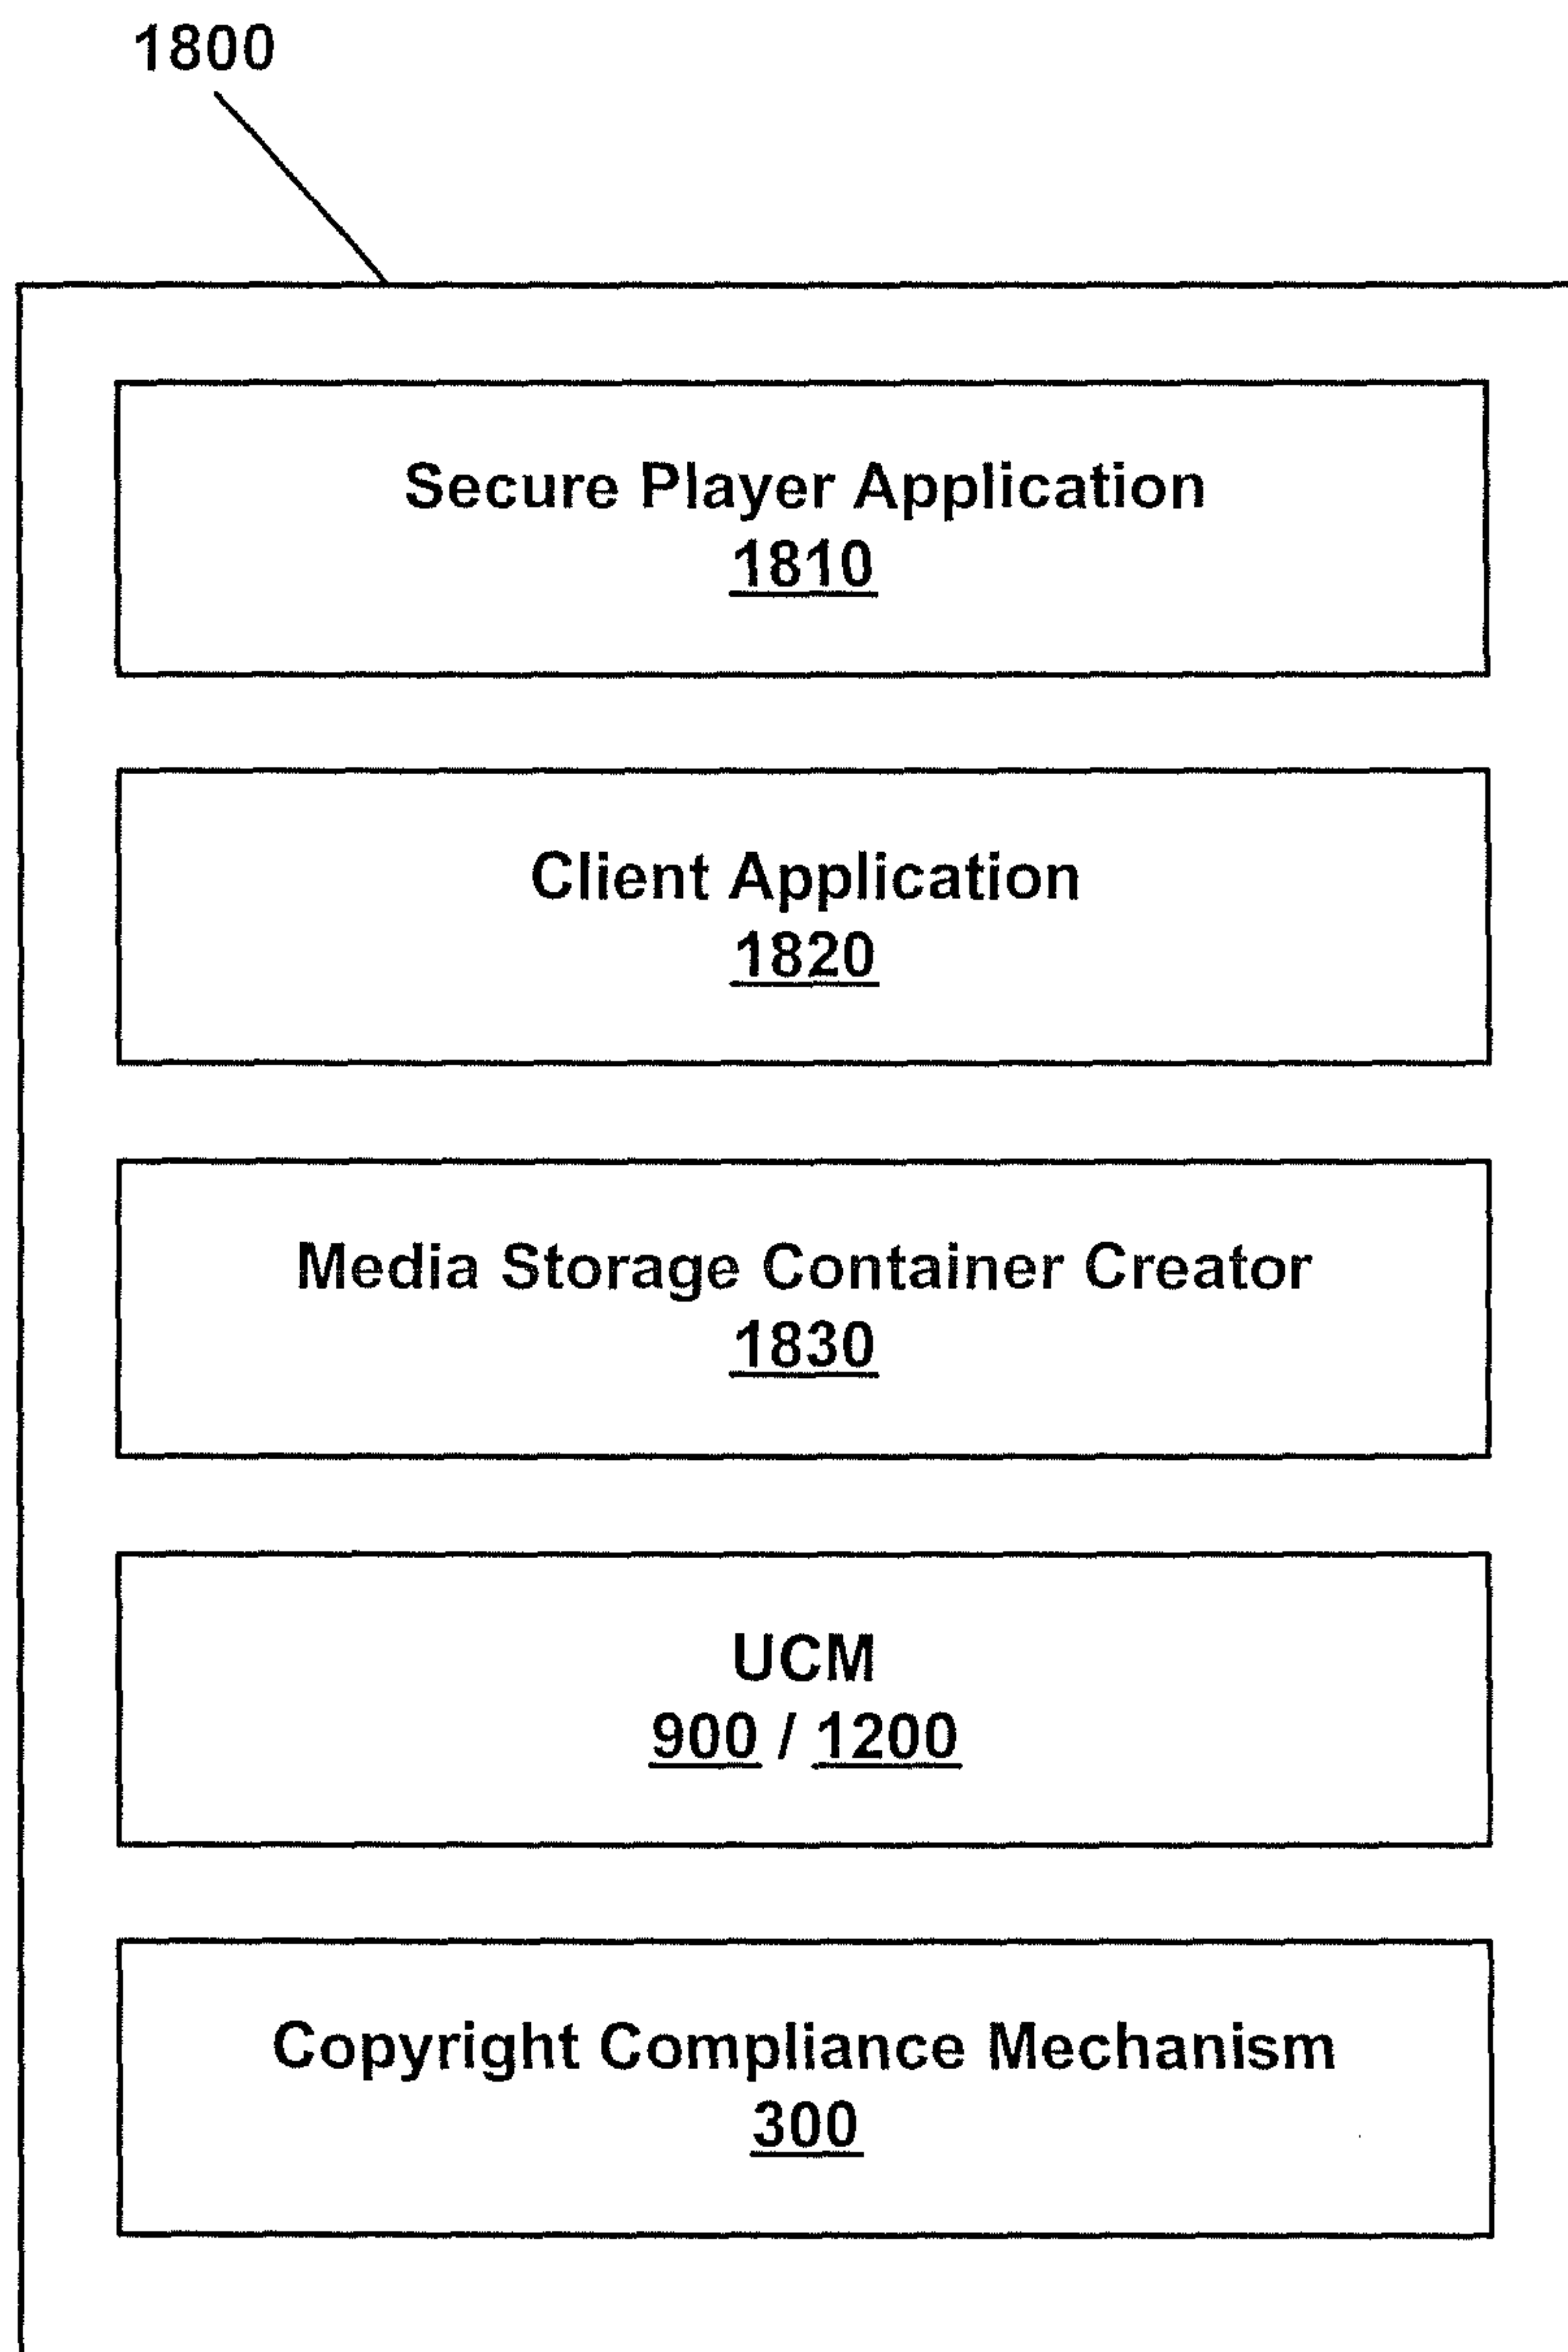 1800
Secure Player Application
1810
Client Application
1820
Media Storage Container Creator
1830
UCM
900 / 1200
Copyright Compliance Mechanism
300